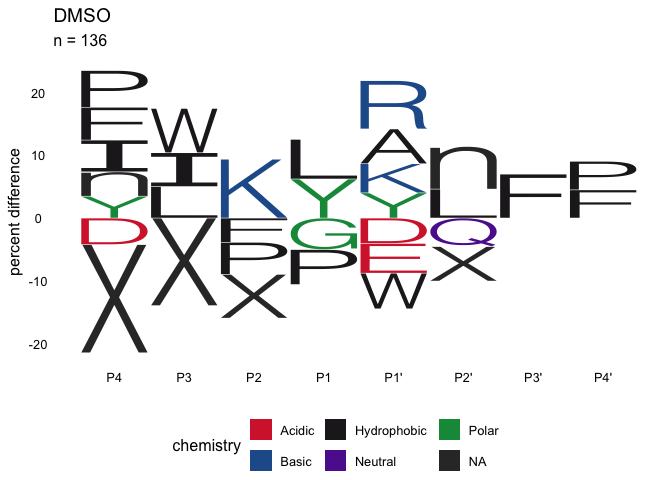 DMSO
n = 136
percent difference
20
10
0
-10
-20
P
F
I
n
Y
D
X
W
I
L
X
K
F
P
X
L
Y
G
P
R
A
K
Y
D
E
W
n
L
Q
X
F
P
F
P4 P3 P2 P1 P1' P2' P3' P4'
chemistry
Acidic Hydrophobic Polar
Basic Neutral NA